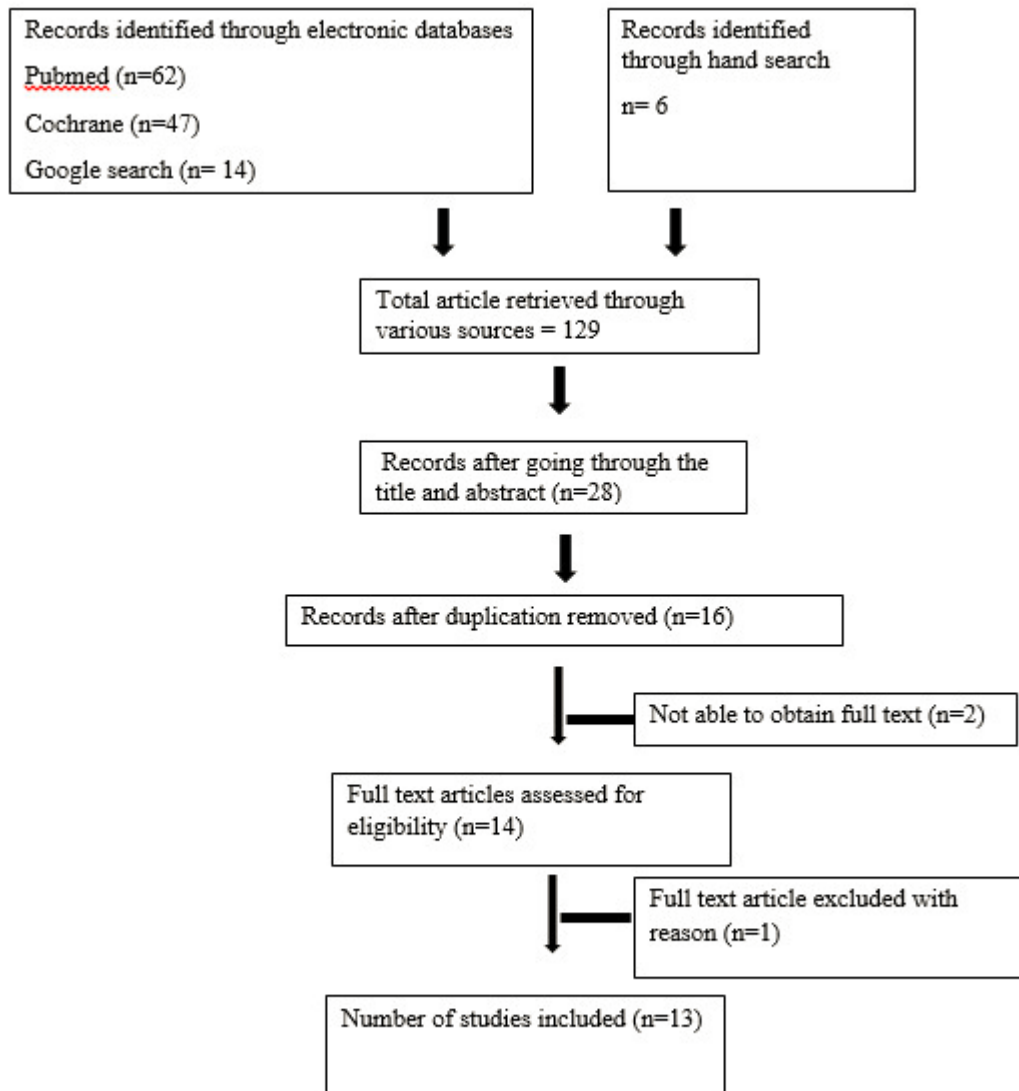 Records identified through electronic databases
Pubmed (n=62)
Cochrane (n=47)
Google search (n= 14)
Records identified
through hand search
n= 6
Total article retrieved through
various sources = 129
Records after going through the
title and abstract (n=28)
Records after duplication removed (n=16)
Not able to obtain full text (n=2)
Full text articles assessed for
eligibility (n=14)
Full text article excluded with
reason (n=1)
Number of studies included (n=13)